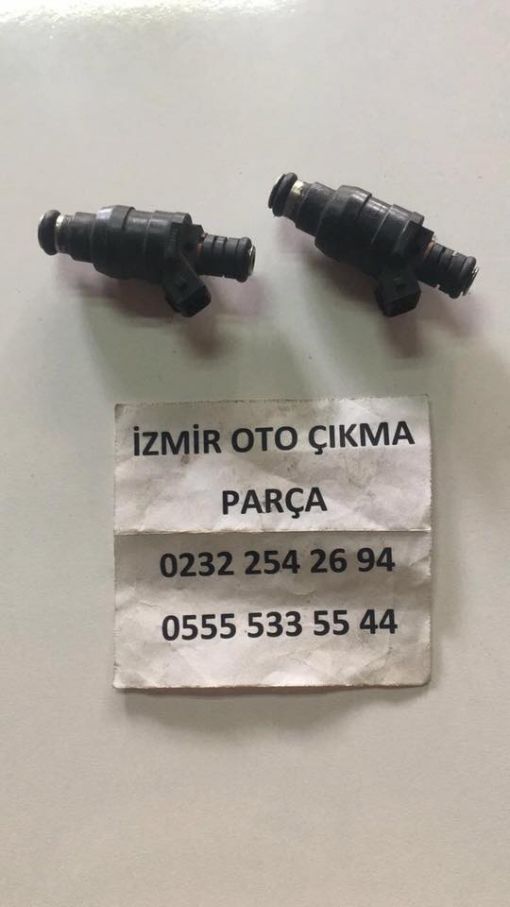 İZMİR OTO ÇIKMA
PARÇA
0232 254 26 94
0555 533 55 44